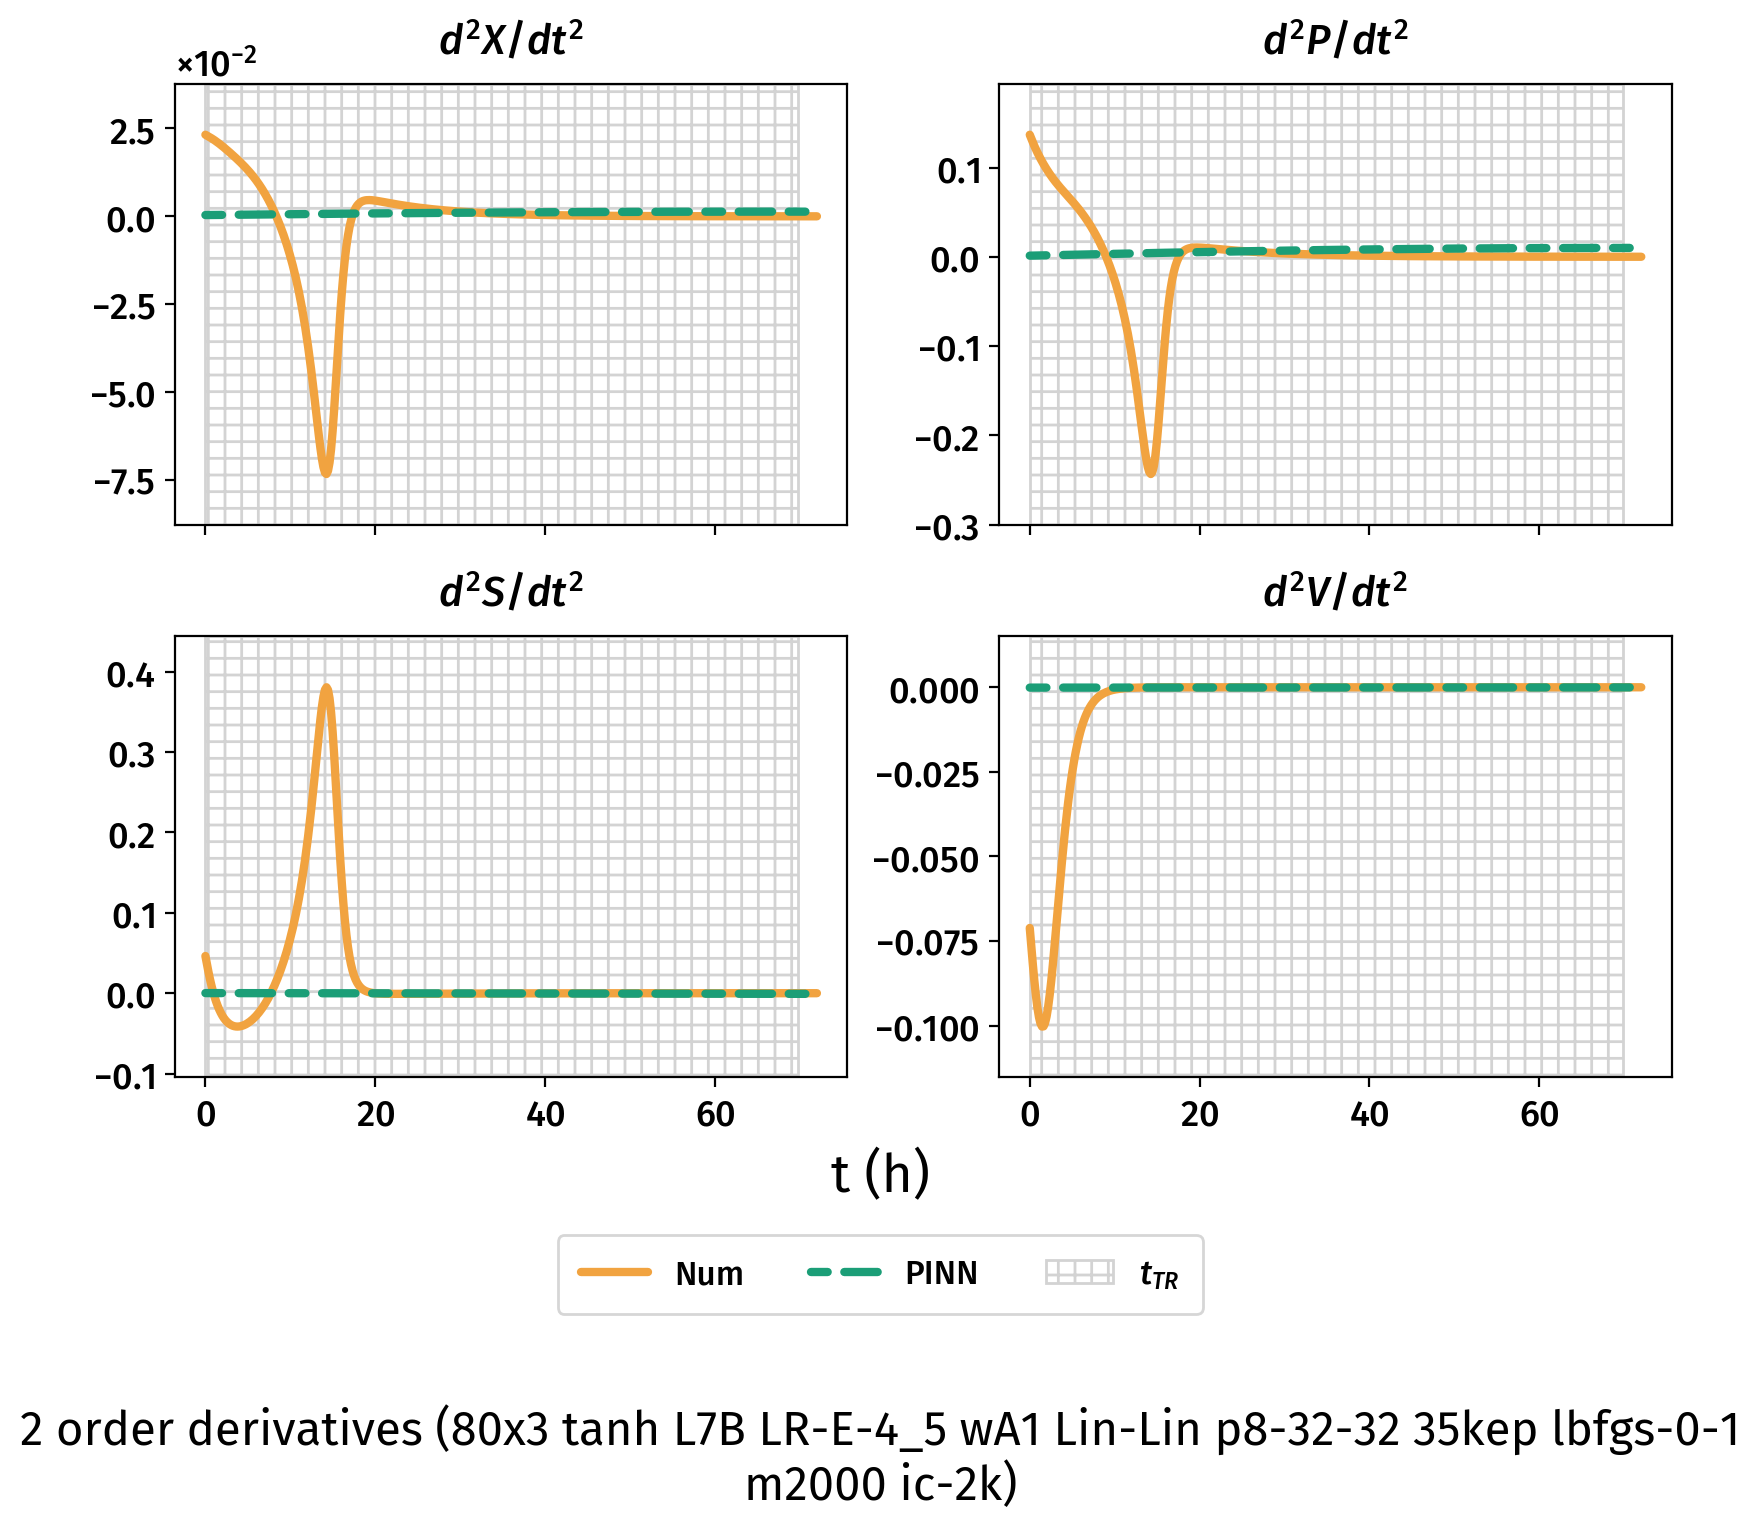 d²X/dt²
d²P/dt²
×10⁻²
2.5
0.0
−2.5
−5.0
−7.5
0.1
0.0
−0.1
−0.2
−0.3
d²S/dt²
d²V/dt²
0.4
0.3
0.2
0.1
0.0
−0.1
0.000
−0.025
−0.050
−0.075
−0.100
0 20 40 60
0 20 40 60
t (h)
Num PINN t_TR
2 order derivatives (80x3 tanh L7B LR-E-4_5 wA1 Lin-Lin p8-32-32 35kep lbfgs-0-1
m2000 ic-2k)